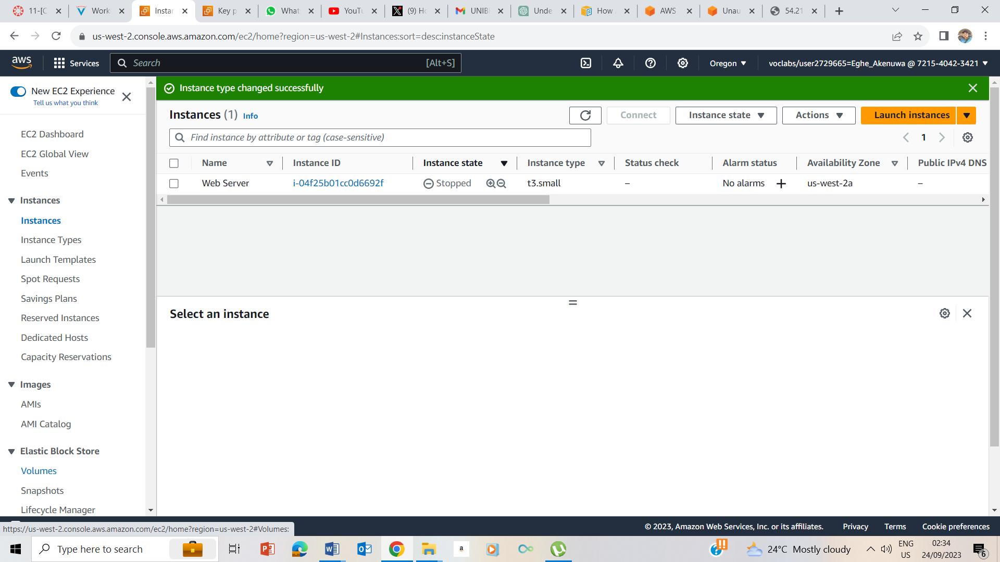 11-[C
Work
Instar
Key p
What
YouTu
(9) Ho
UNIB
Unde
How
AWS
Unau
54.21
us-west-2.console.aws.amazon.com/ec2/home?region=us-west-2#Instances:sort=desc:instanceState
aws
Services
Search
[Alt+S]
Oregon
voclabs/user2729665=Eghe_Akenuwa @ 7215-4042-3421
New EC2 Experience
Tell us what you think
EC2 Dashboard
EC2 Global View
Events
Instances
Instances
Instance Types
Launch Templates
Spot Requests
Savings Plans
Reserved Instances
Dedicated Hosts
Capacity Reservations
Images
AMIs
AMI Catalog
Elastic Block Store
Volumes
Snapshots
Lifecycle Manager
Instance type changed successfully
Instances (1) Info
Connect
Instance state
Actions
Launch instances
Find instance by attribute or tag (case-sensitive)
1
Name Instance ID Instance state Instance type Status check Alarm status Availability Zone Public IPv4 DNS
Web Server i-04f25b01cc0d6692f Stopped t3.small – No alarms + us-west-2a –
Select an instance
https://us-west-2.console.aws.amazon.com/ec2/home?region=us-west-2#Volumes:
© 2023, Amazon Web Services, Inc. or its affiliates. Privacy Terms Cookie preferences
Type here to search
a
24°C Mostly cloudy
ENG
US
02:34
24/09/2023
6